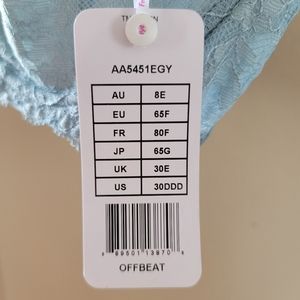 AA5451EGY
AU 8E
EU 65F
FR 80F
JP 65G
UK 30E
US 30DDD
OFFBEAT